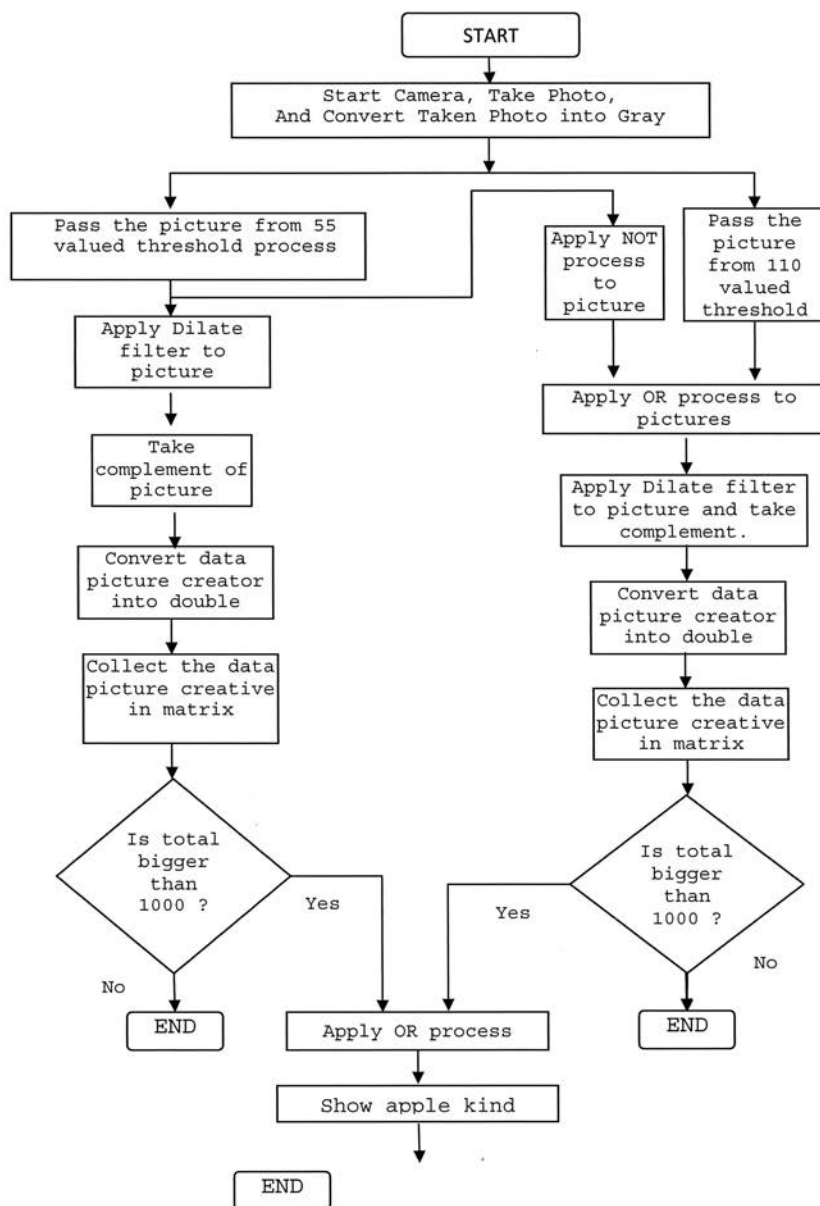 START
Start Camera, Take Photo,
And Convert Taken Photo into Gray
Pass the picture from 55
valued threshold process
Apply NOT
process
to
picture
Pass the
picture
from 110
valued
threshold
Apply Dilate
filter to
picture
Apply OR process to
pictures
Take
complement of
picture
Apply Dilate filter
to picture and take
complement.
Convert data
picture creator
into double
Convert data
picture creator
into double
Collect the data
picture creative
in matrix
Collect the data
picture creative
in matrix
Is total
bigger
than
1000 ?
Yes
No
END
Is total
bigger
than
1000 ?
Yes
No
END
Apply OR process
Show apple kind
END